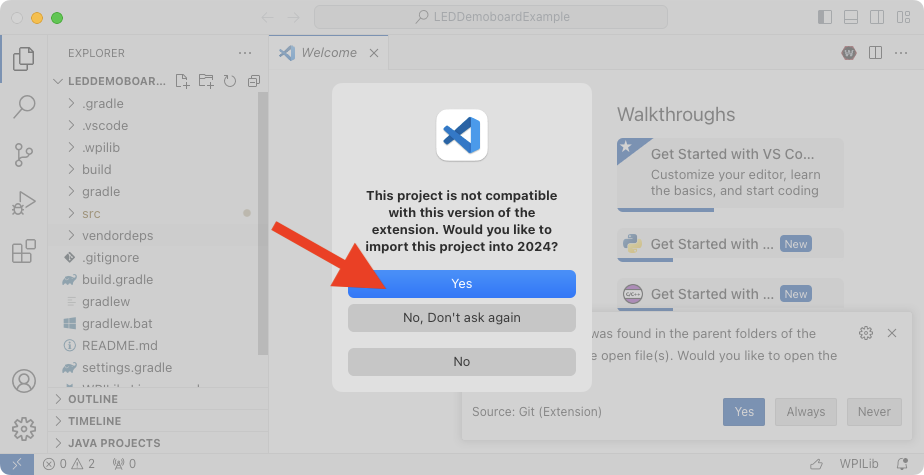 LEDDemoboardExample
EXPLORER
Welcome
LEDDEMOBOAR...
.gradle
.vscode
.wpilib
build
gradle
src
vendordeps
.gitignore
build.gradle
gradlew
gradlew.bat
README.md
settings.gradle
OUTLINE
TIMELINE
JAVA PROJECTS
This project is not compatible
with this version of the
extension. Would you like to
import this project into 2024?
Yes
No, Don't ask again
No
Walkthroughs
Get Started with VS Co...
Customize your editor, learn
the basics, and start coding
Get Started with ... New
C/C++
Get Started with ... New
was found in the parent folders of the
open file(s). Would you like to open the
Source: Git (Extension)
Yes
Always
Never
0 2 0
WPILib